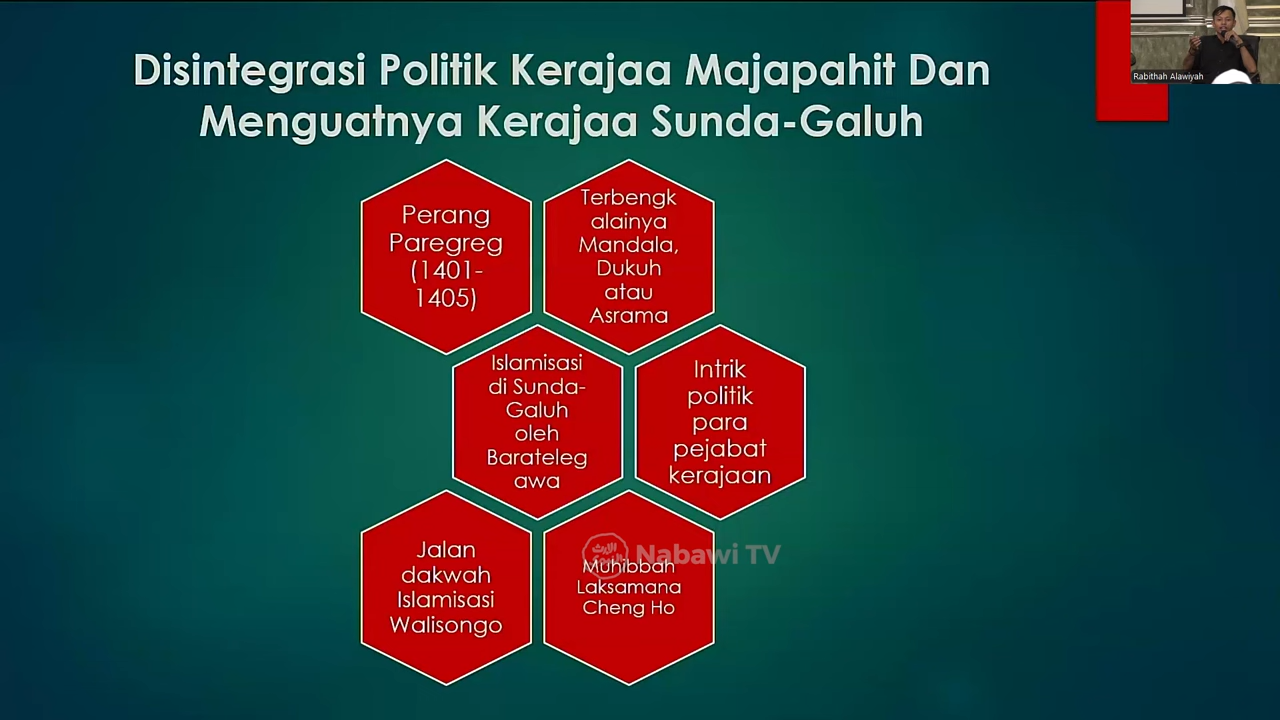 Disintegrasi Politik Kerajaa Majapahit Dan
Menguatnya Kerajaa Sunda-Galuh
Rabithah Alawiyah
Perang
Paregreg
(1401-
1405)
Terbengk
alainya
Mandala,
Dukuh
atau
Asrama
Islamisasi
di Sunda-
Galuh
oleh
Barateleg
awa
Intrik
politik
para
pejabat
kerajaan
Jalan
dakwah
Islamisasi
Walisongo
Muhibbah
Laksamana
Cheng Ho
Nabawi TV